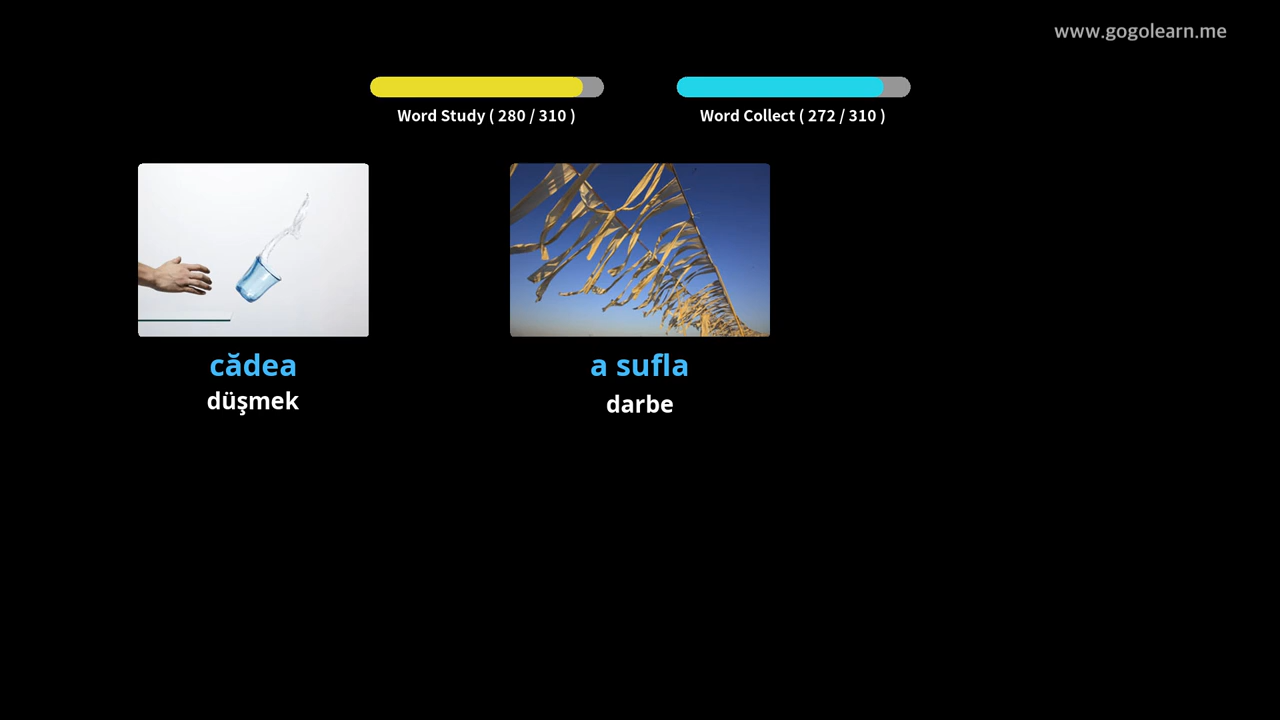 www.gogolearn.me
Word Study ( 280 / 310 )
Word Collect ( 272 / 310 )
cădea
düşmek
a sufla
darbe